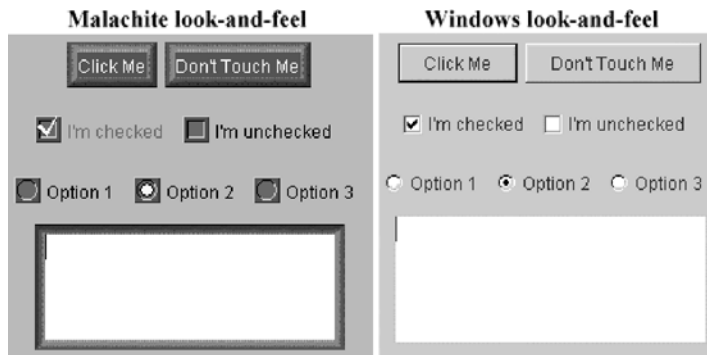 Malachite look-and-feel
Click Me Don't Touch Me
I'm checked I'm unchecked
Option 1 Option 2 Option 3
Windows look-and-feel
Click Me Don't Touch Me
I'm checked I'm unchecked
Option 1 Option 2 Option 3